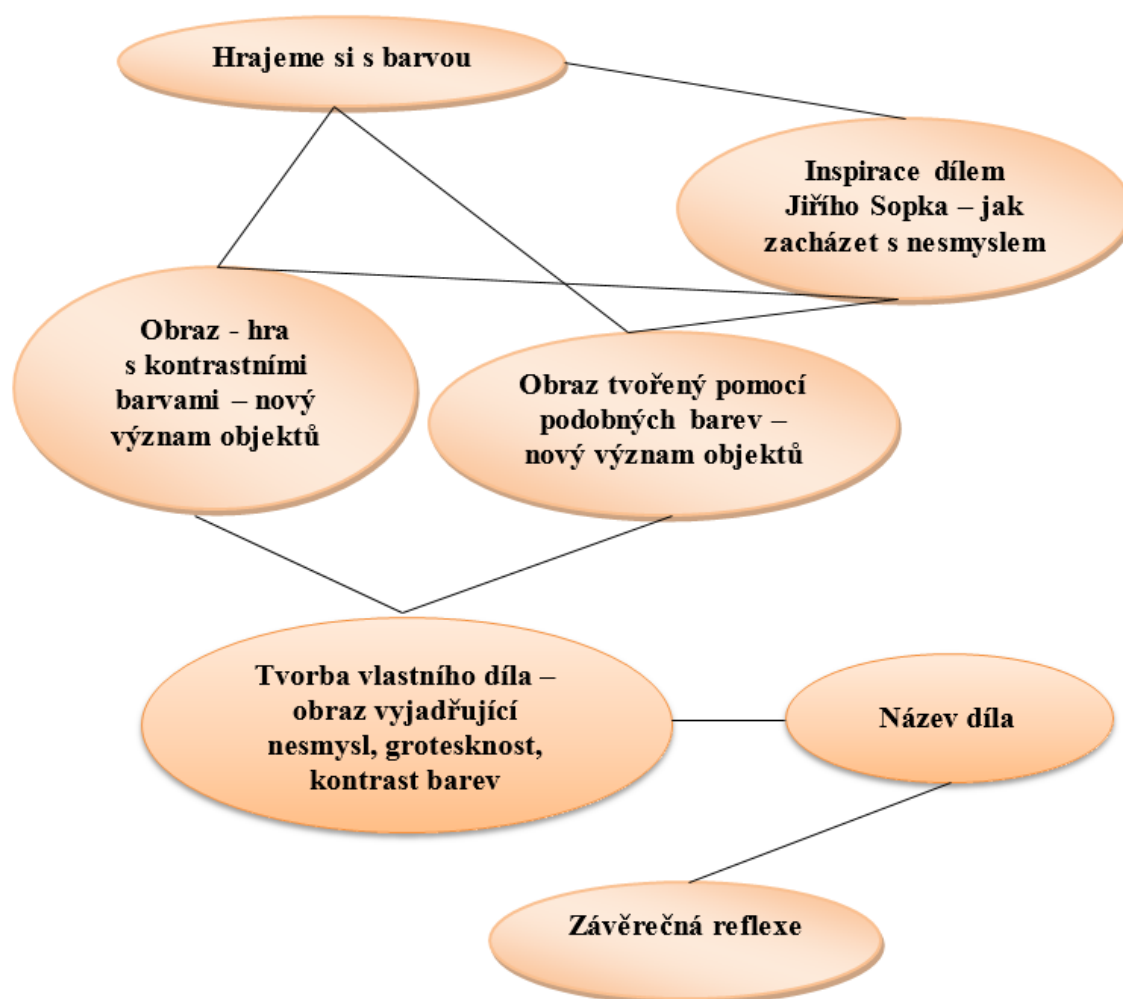 Hrajeme si s barvou
Inspirace dílem
Jiřího Sopka – jak
zacházet s nesmyslem
Obraz - hra
s kontrastními
barvami – nový
význam objektů
Obraz tvořený pomocí
podobných barev –
nový význam objektů
Tvorba vlastního díla –
obraz vyjadřující
nesmysl, grotesknost,
kontrast barev
Název díla
Závěrečná reflexe